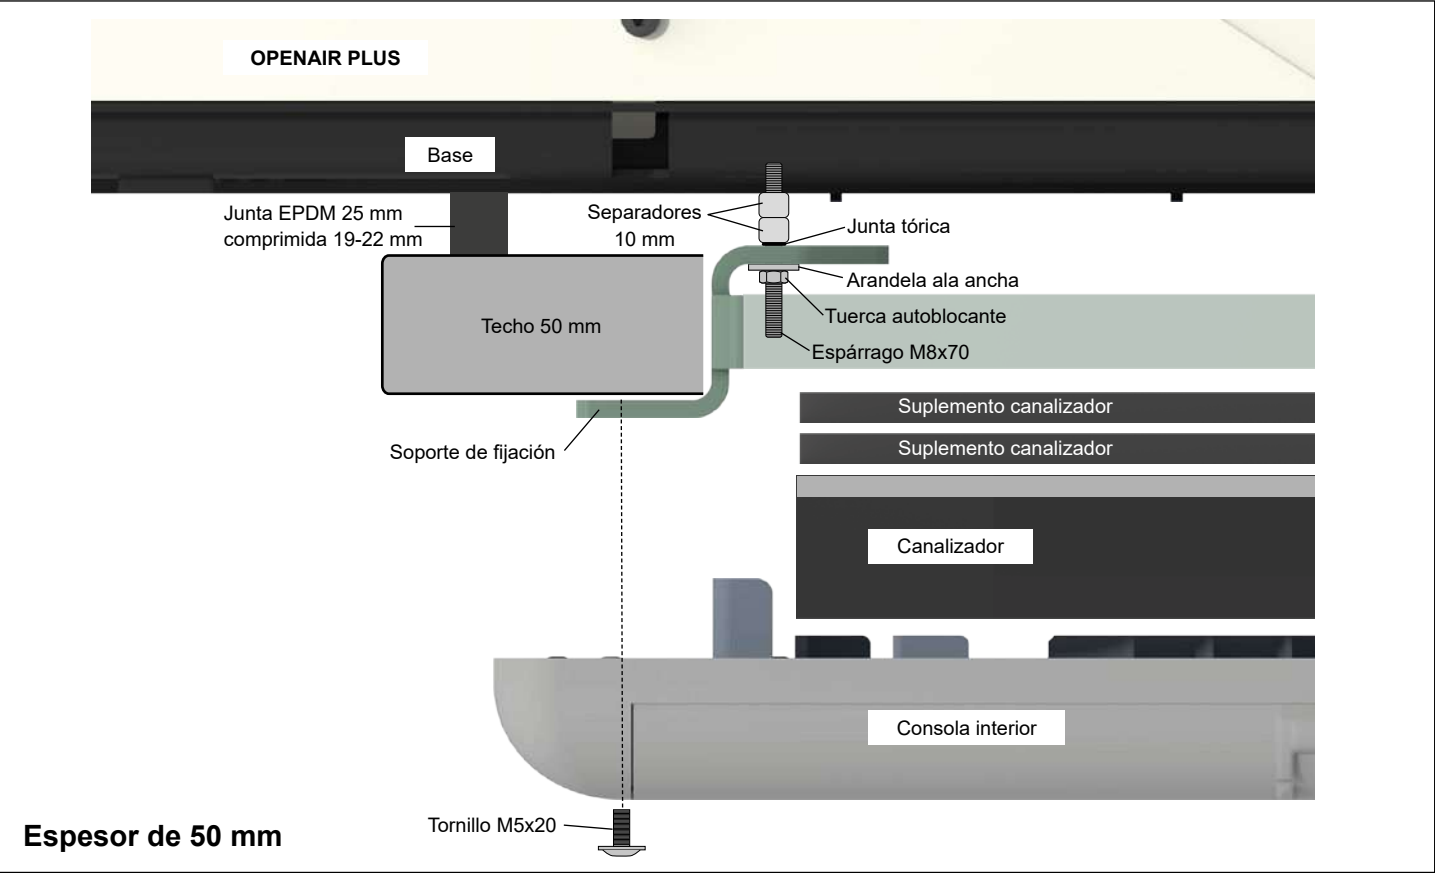 OPENAIR PLUS
Base
Junta EPDM 25 mm
comprimida 19-22 mm
Separadores
10 mm
Junta tórica
Arandela ala ancha
Tuerca autoblocante
Espárrago M8x70
Techo 50 mm
Soporte de fijación
Suplemento canalizador
Suplemento canalizador
Canalizador
Consola interior
Tornillo M5x20
Espesor de 50 mm